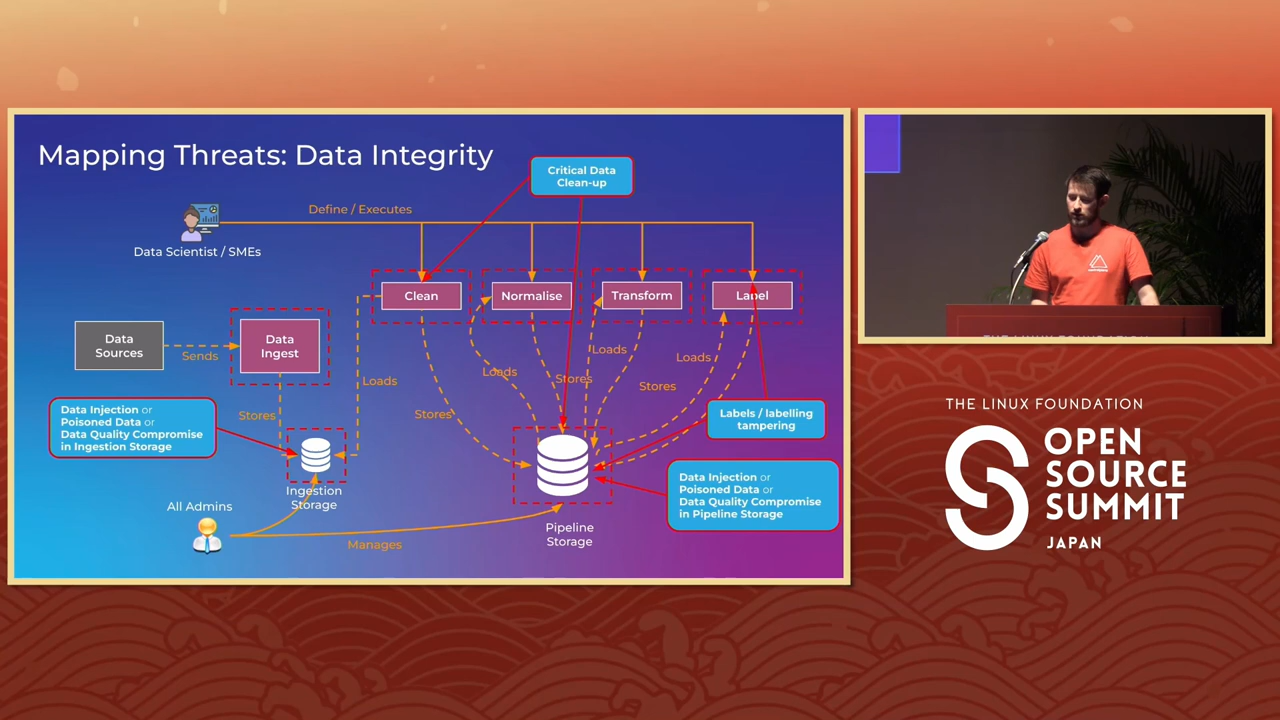 Mapping Threats: Data Integrity
Critical Data
Clean-up
Define / Executes
Data Scientist / SMEs
Clean
Normalise
Transform
Label
Data
Sources
Sends
Data
Ingest
Loads
Loads
Stores
Loads
Loads
Stores
Stores
Stores
Data Injection or
Poisoned Data or
Data Quality Compromise
in Ingestion Storage
Labels / labelling
tampering
Ingestion
Storage
Data Injection or
Poisoned Data or
Data Quality Compromise
in Pipeline Storage
All Admins
Manages
Pipeline
Storage
THE LINUX FOUNDATION
THE LINUX FOUNDATION
OPEN
SOURCE
SUMMIT
JAPAN